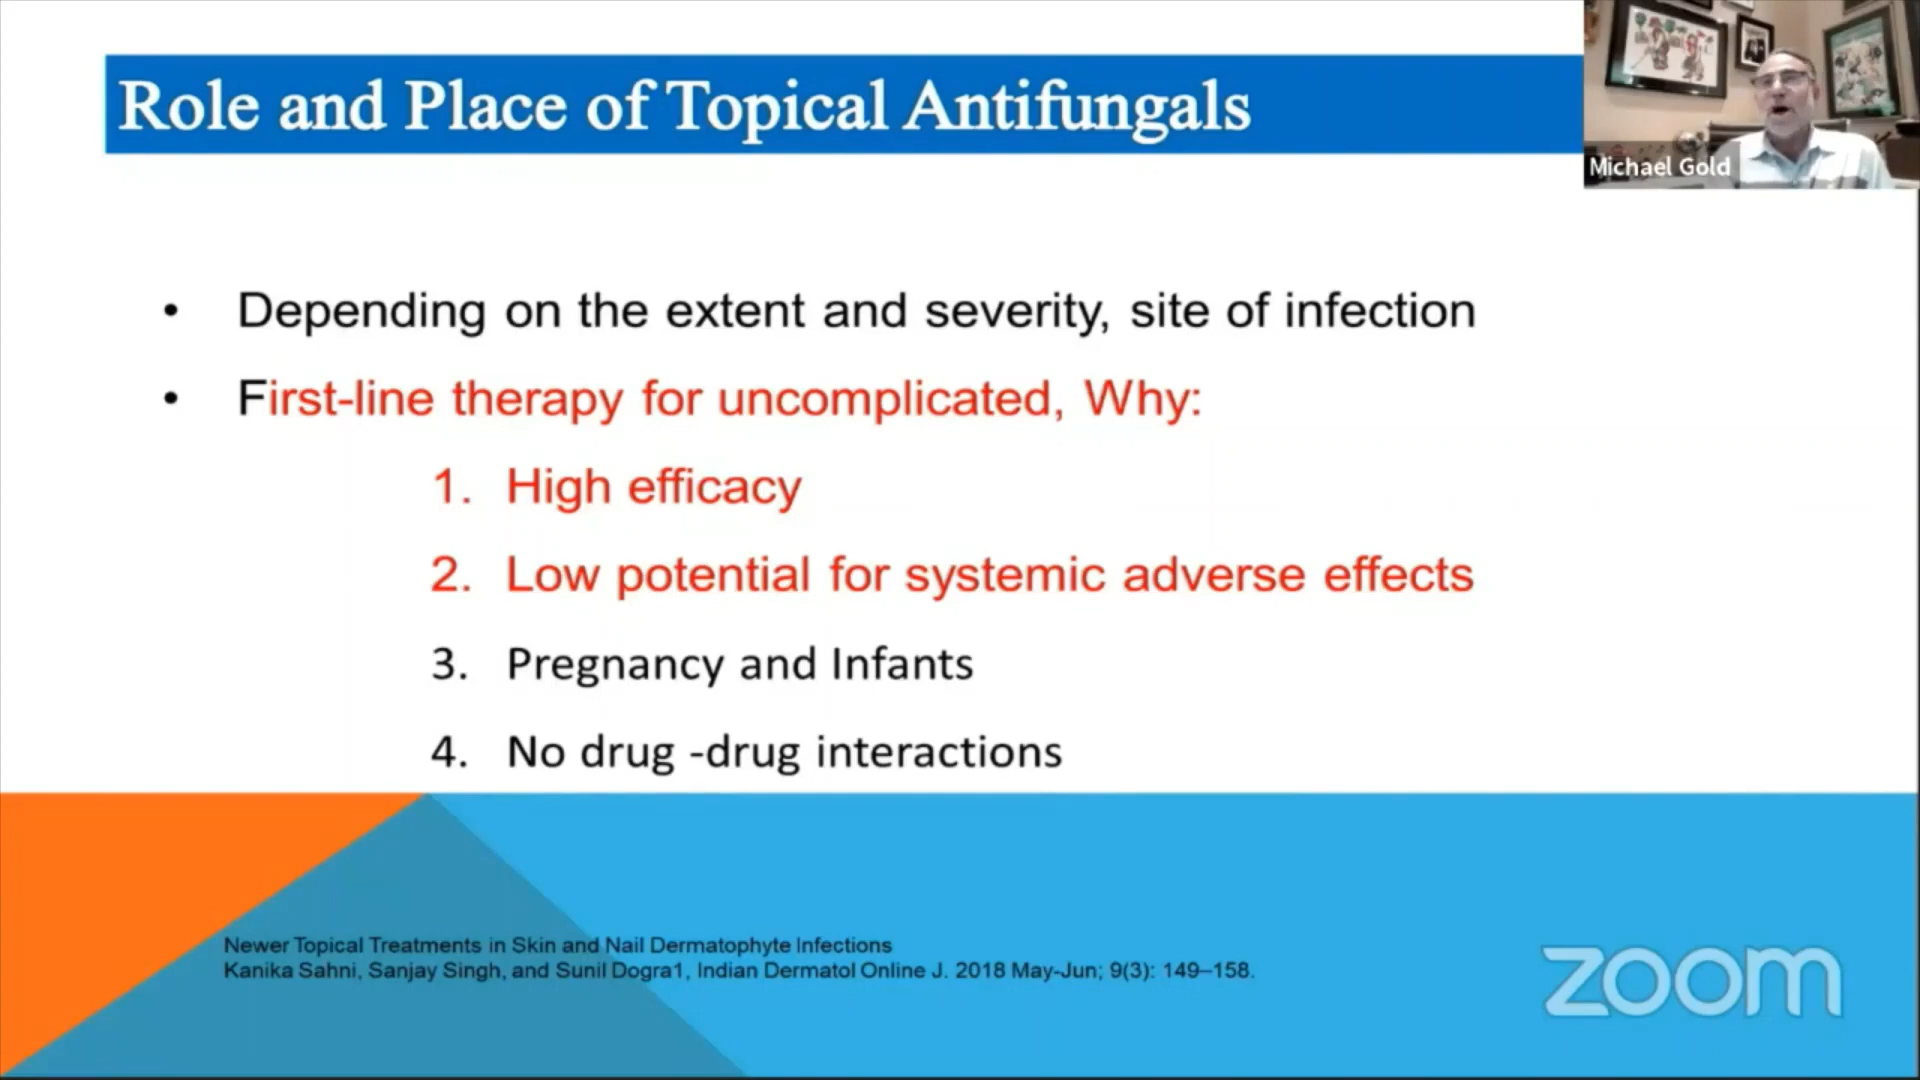 Role and Place of Topical Antifungals
Michael Gold
• Depending on the extent and severity, site of infection
• First-line therapy for uncomplicated, Why:
1. High efficacy
2. Low potential for systemic adverse effects
3. Pregnancy and Infants
4. No drug -drug interactions
Newer Topical Treatments in Skin and Nail Dermatophyte Infections
Kanika Sahni, Sanjay Singh, and Sunil Dogra1, Indian Dermatol Online J. 2018 May-Jun; 9(3): 149–158.
zoom